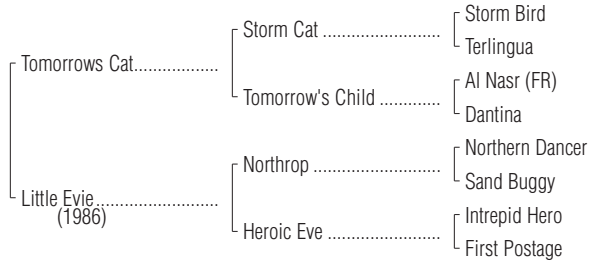 Storm Bird
Storm Cat ........................
Terlingua
Tomorrows Cat.................
Al Nasr (FR)
Tomorrow's Child .............
Dantina
Northern Dancer
Northrop .........................
Sand Buggy
Little Evie.........................
(1986)
Intrepid Hero
Heroic Eve .......................
First Postage